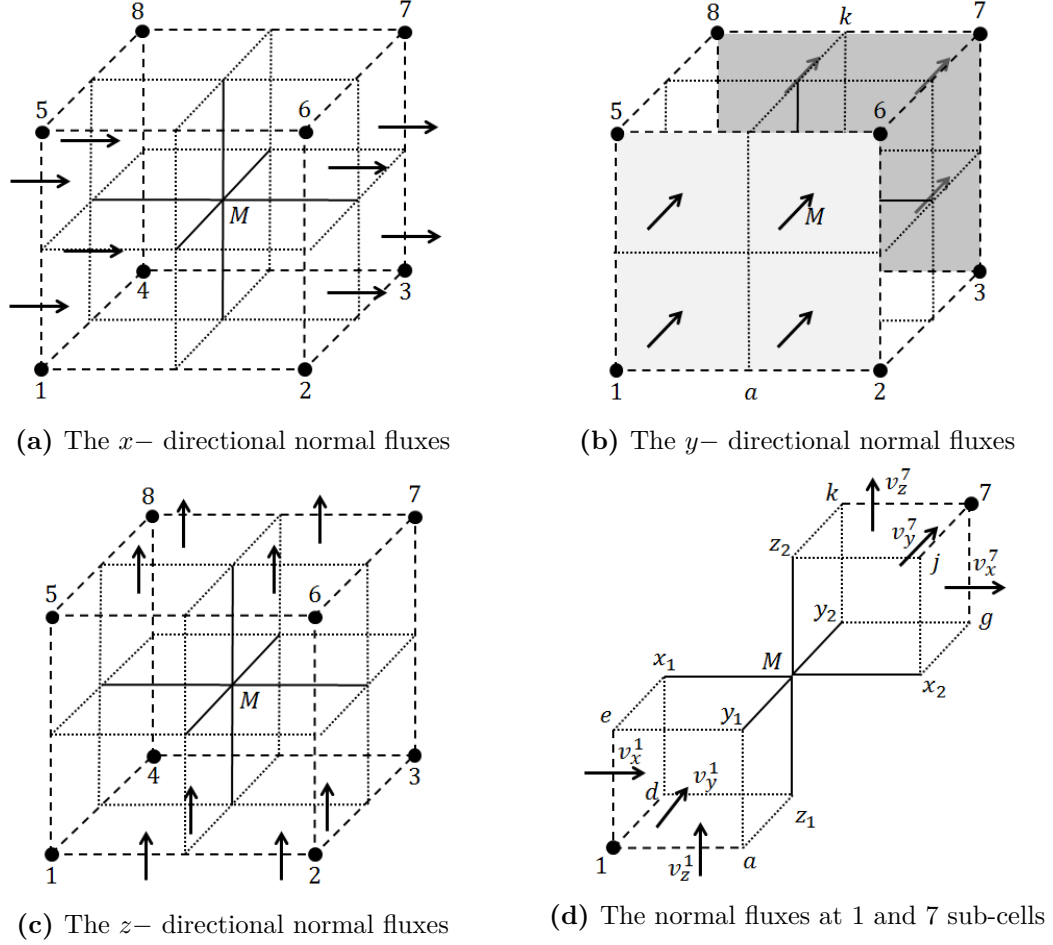 8
7
5
6
M
4
3
1
2
8
k
7
5
6
M
3
1
a
2
(a) The x− directional normal fluxes
(b) The y− directional normal fluxes
8
7
5
6
M
4
3
1
2
(c) The z− directional normal fluxes
k
v_z^7
7
v_y^7
z_2
j
v_x^7
y_2
g
x_1
M
x_2
e
y_1
v_x^1
v_y^1
d
z_1
1
v_z^1
a
(d) The normal fluxes at 1 and 7 sub-cells